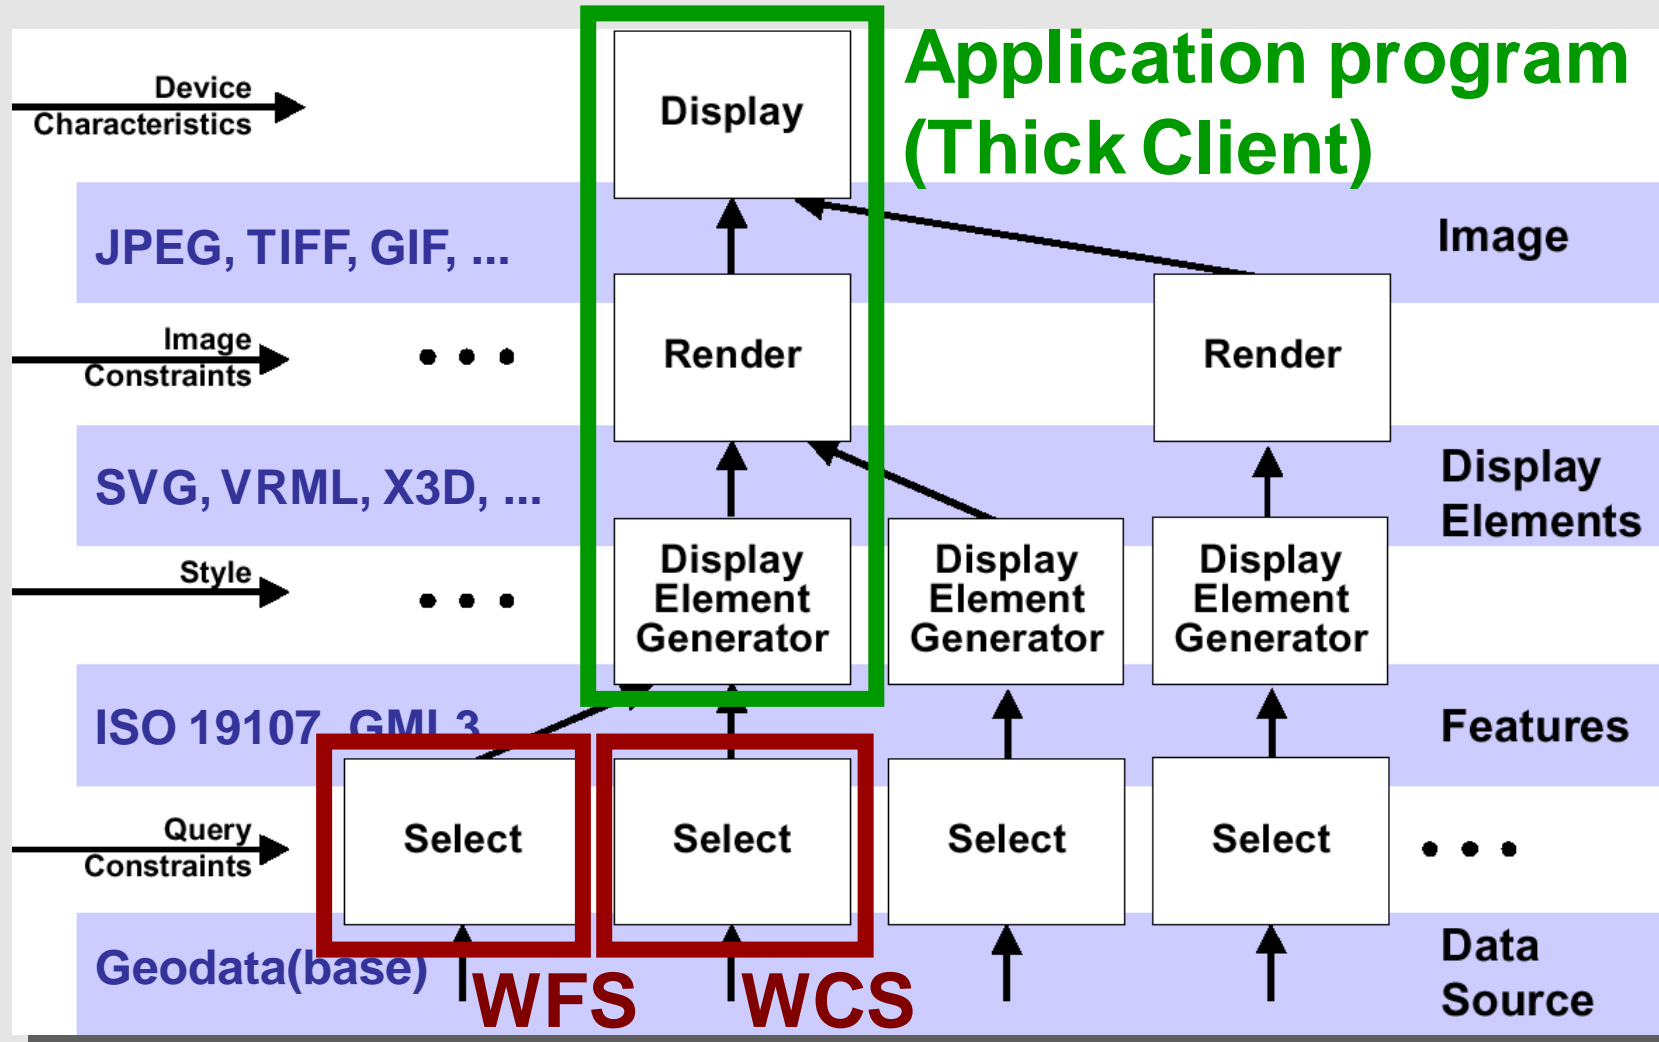 Application program
(Thick Client)
Device
Characteristics
Display
JPEG, TIFF, GIF, ...
Image
Image
Constraints
Render
Render
SVG, VRML, X3D, ...
Display
Elements
Style
Display
Element
Generator
Display
Element
Generator
Display
Element
Generator
ISO 19107, GML3
Features
Query
Constraints
Select
Select
Select
Select
Geodata(base)
WFS
WCS
Data
Source